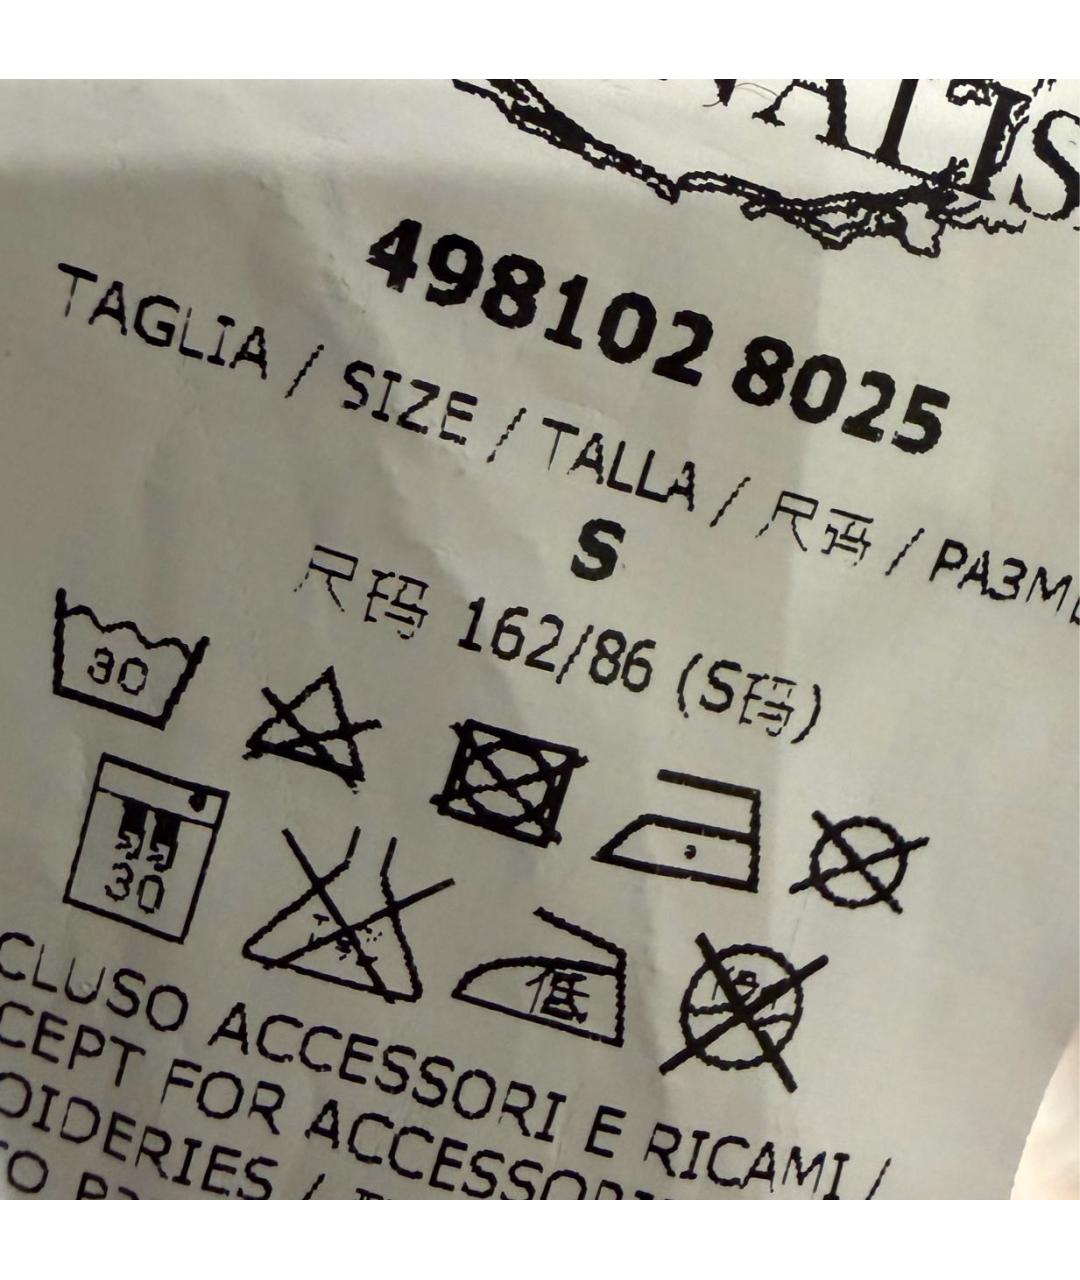 498102 8025
TAGLIA / SIZE / TALLA / 尺码 / РАЗМЕ
S
尺码 162/86 (S码)
30
30
低
CLUSO ACCESSORI E RICAMI /
CEPT FOR ACCESSORI
OIDERIES /